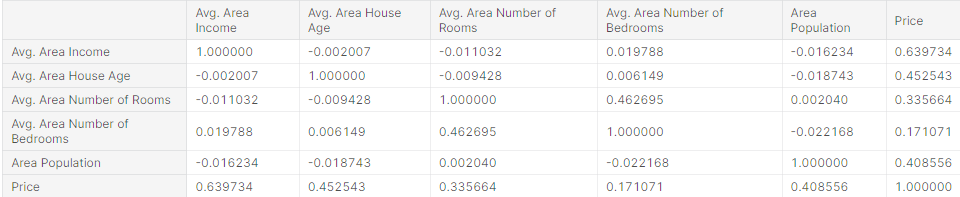 Avg. Area Income Avg. Area House Age Avg. Area Number of Rooms Avg. Area Number of Bedrooms Area Population Price
Avg. Area Income 1.000000 -0.002007 -0.011032 0.019788 -0.016234 0.639734
Avg. Area House Age -0.002007 1.000000 -0.009428 0.006149 -0.018743 0.452543
Avg. Area Number of Rooms -0.011032 -0.009428 1.000000 0.462695 0.002040 0.335664
Avg. Area Number of Bedrooms 0.019788 0.006149 0.462695 1.000000 -0.022168 0.171071
Area Population -0.016234 -0.018743 0.002040 -0.022168 1.000000 0.408556
Price 0.639734 0.452543 0.335664 0.171071 0.408556 1.000000